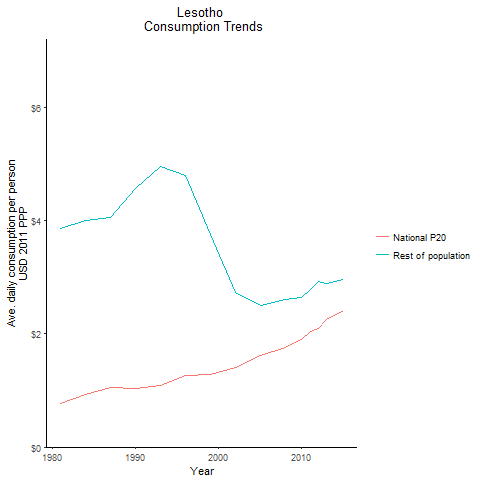 Lesotho
Consumption Trends
Ave. daily consumption per person
USD 2011 PPP
$6
$4
$2
$0
1980
1990
2000
2010
Year
National P20
Rest of population